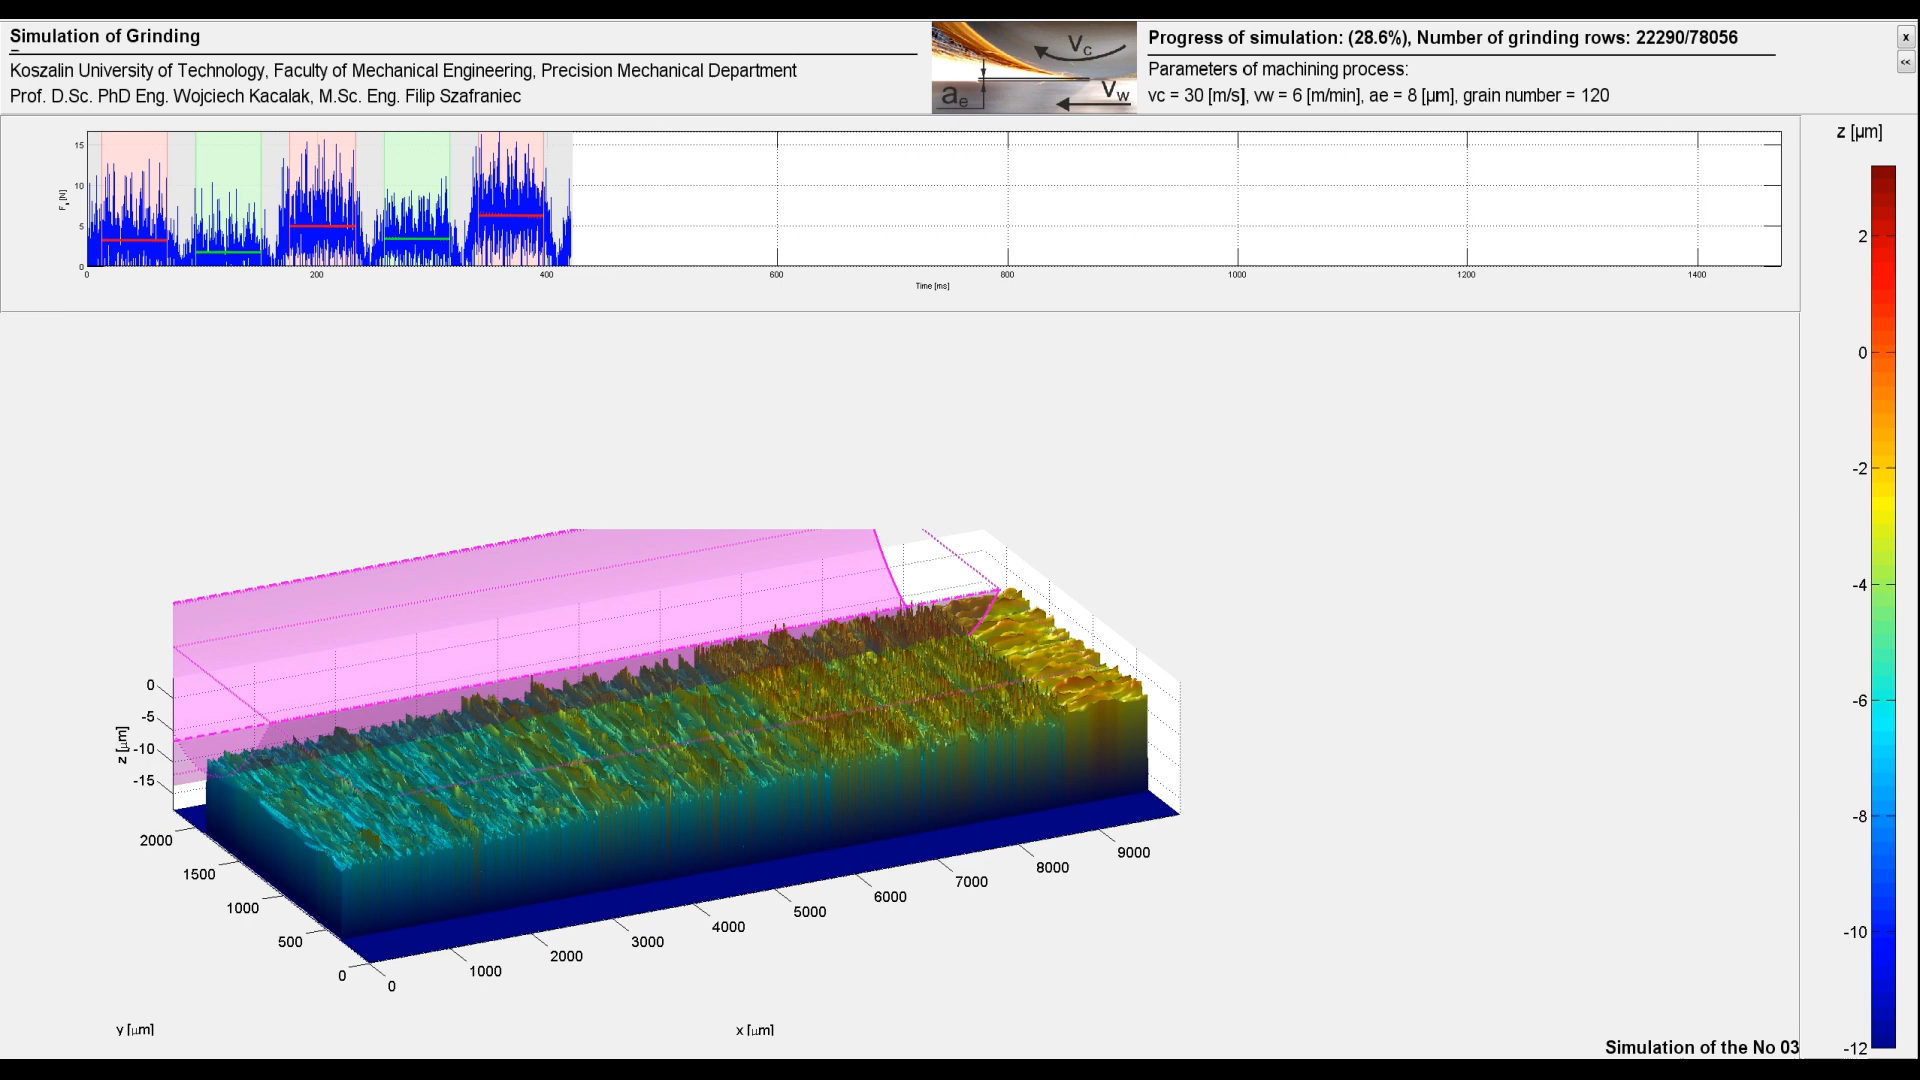 Simulation of Grinding
Koszalin University of Technology, Faculty of Mechanical Engineering, Precision Mechanical Department
Prof. D.Sc. PhD Eng. Wojciech Kacalak, M.Sc. Eng. Filip Szafraniec
Vc
ae
Vw
Progress of simulation: (28.6%), Number of grinding rows: 22290/78056
Parameters of machining process:
vc = 30 [m/s], vw = 6 [m/min], ae = 8 [µm], grain number = 120
x
<<
15
10
5
0
0
200
400
600
800
1000
1200
1400
Time [ms]
z [µm]
2
0
-2
-4
-6
-8
-10
-12
z [µm]
0
-5
-10
-15
2000
1500
1000
500
0
y [µm]
0
1000
2000
3000
4000
5000
6000
7000
8000
9000
x [µm]
Simulation of the No 03